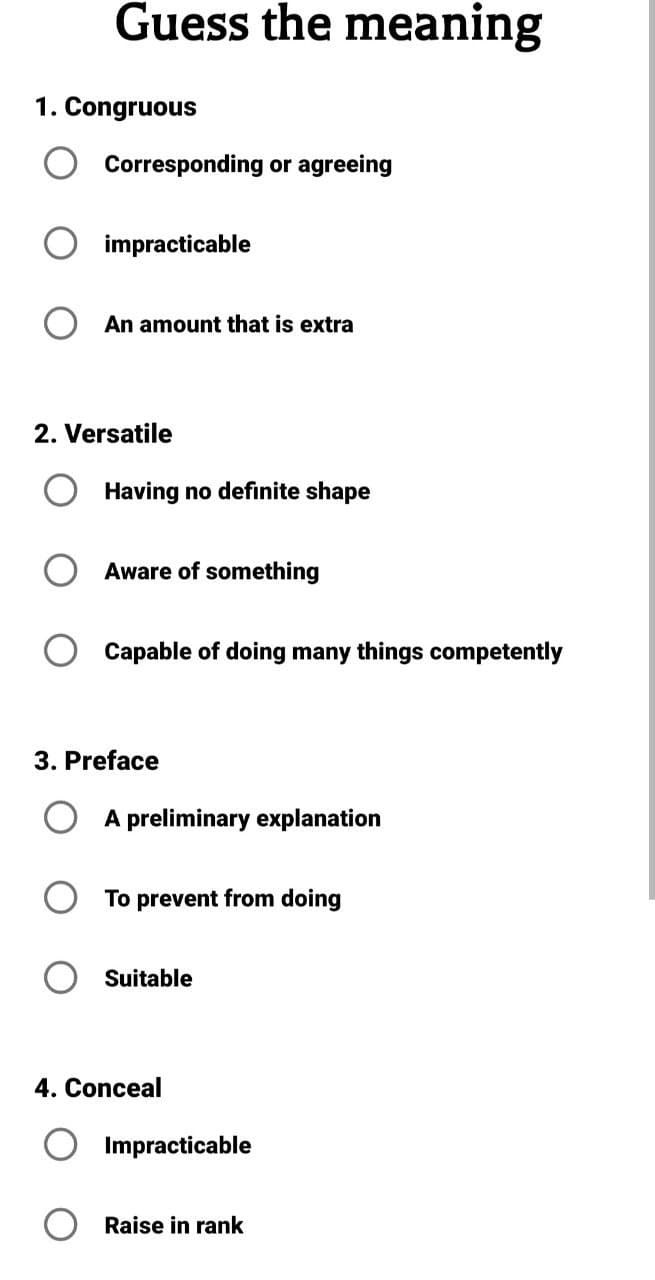 Guess the meaning
1. Congruous
Corresponding or agreeing
impracticable
An amount that is extra
2. Versatile
Having no definite shape
Aware of something
Capable of doing many things competently
3. Preface
A preliminary explanation
To prevent from doing
Suitable
4. Conceal
Impracticable
Raise in rank